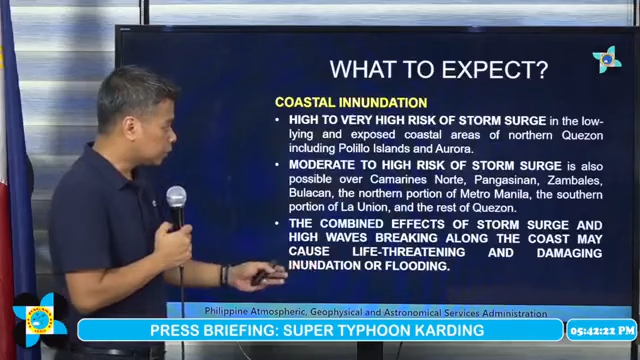 WHAT TO EXPECT?
COASTAL INNUNDATION
• HIGH TO VERY HIGH RISK OF STORM SURGE in the low-
lying and exposed coastal areas of northern Quezon
including Polillo Islands and Aurora.
• MODERATE TO HIGH RISK OF STORM SURGE is also
possible over Camarines Norte, Pangasinan, Zambales,
Bulacan, the northern portion of Metro Manila, the southern
portion of La Union, and the rest of Quezon.
• THE COMBINED EFFECTS OF STORM SURGE AND
HIGH WAVES BREAKING ALONG THE COAST MAY
CAUSE LIFE-THREATENING AND DAMAGING
INUNDATION OR FLOODING.
Philippine Atmospheric, Geophysical and Astronomical Services Administration
PRESS BRIEFING: SUPER TYPHOON KARDING
05:42:22 PM